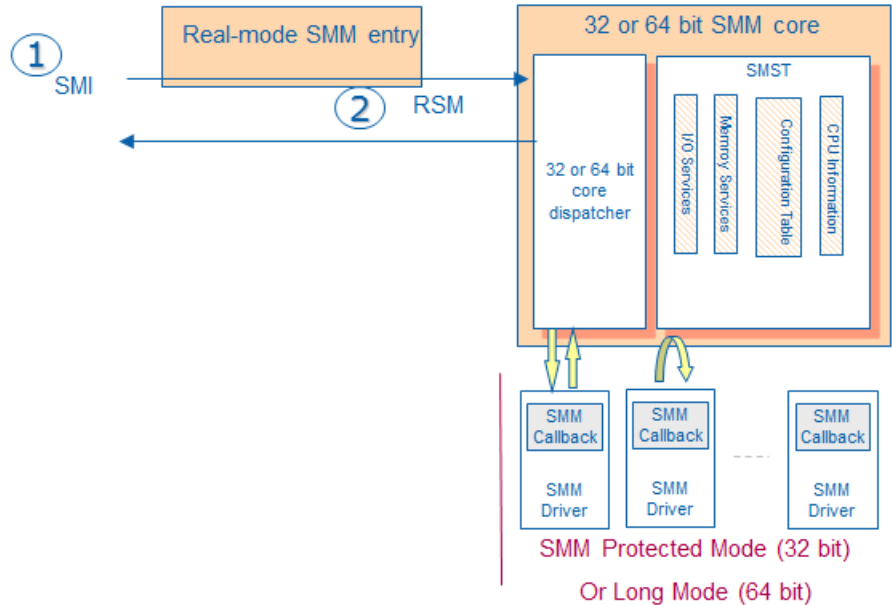 1
SMI
Real-mode SMM entry
2
RSM
32 or 64 bit SMM core
32 or 64 bit
core
dispatcher
SMST
I/O Services
Memroy Services
Configuration Table
CPU Information
SMM
Callback
SMM
Driver
SMM
Callback
SMM
Driver
SMM
Callback
SMM
Driver
SMM Protected Mode (32 bit)
Or Long Mode (64 bit)